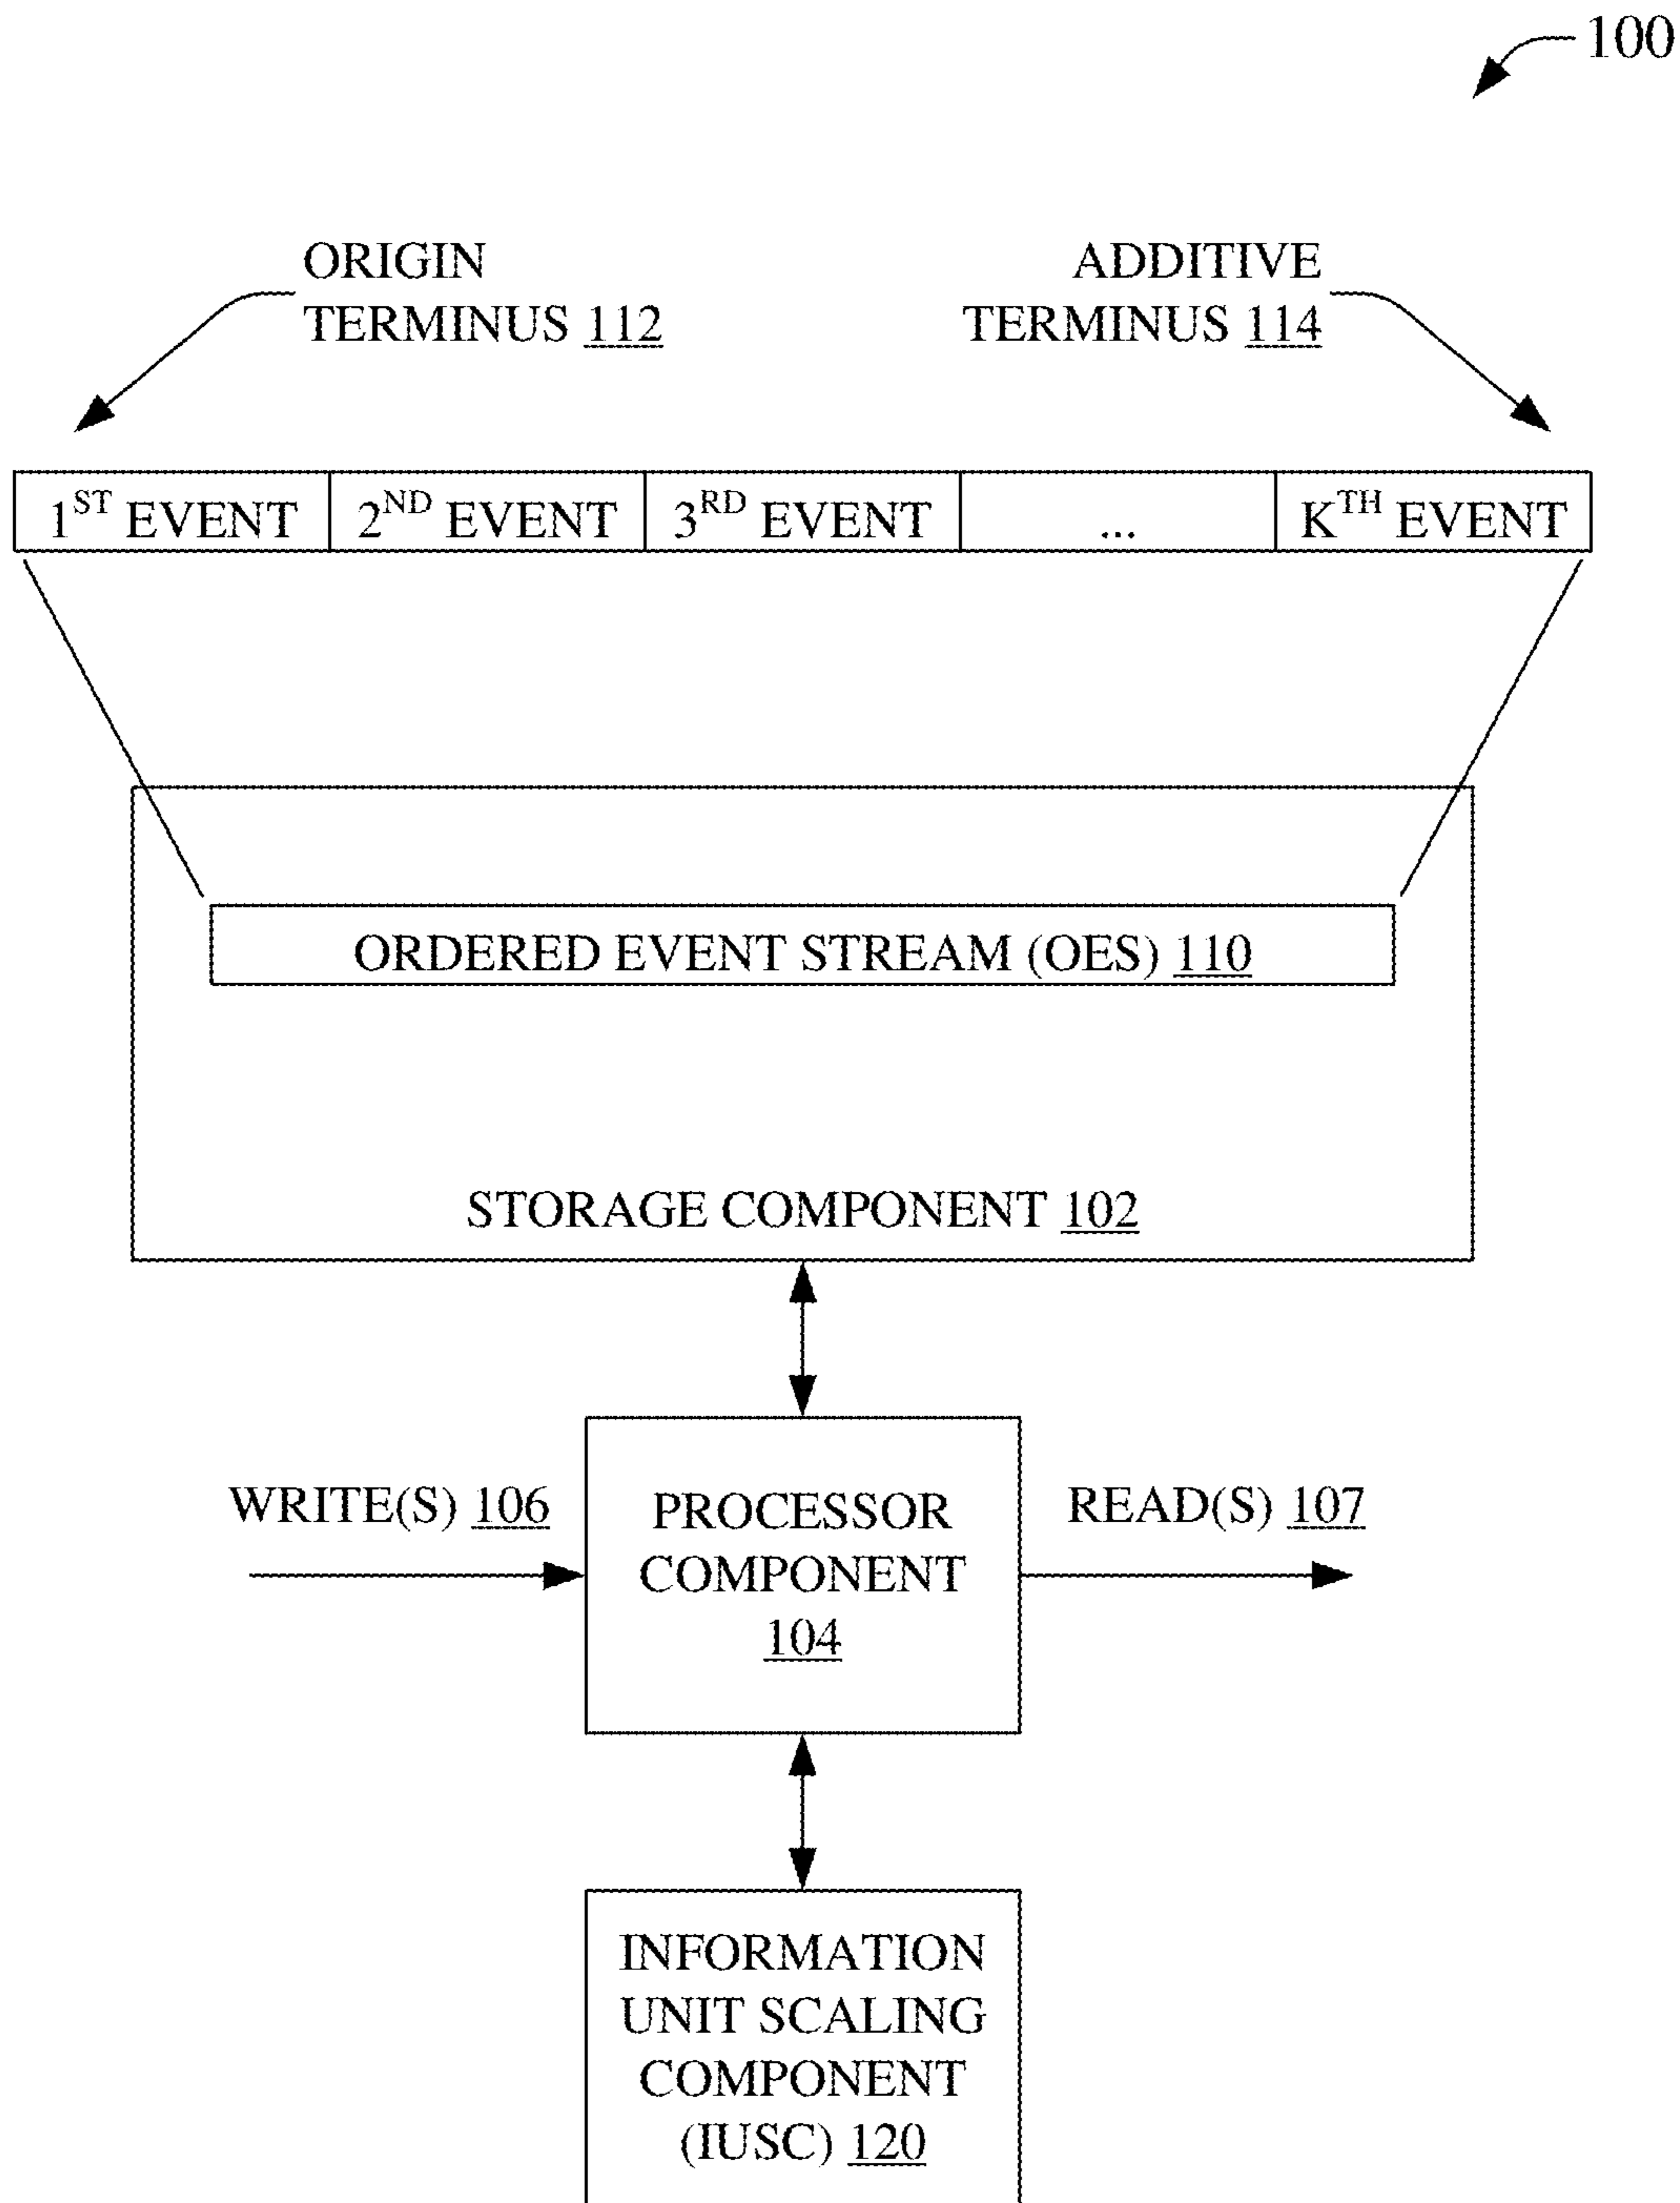 100
ORIGIN
TERMINUS 112
ADDITIVE
TERMINUS 114
1ST EVENT
2ND EVENT
3RD EVENT
...
KTH EVENT
ORDERED EVENT STREAM (OES) 110
STORAGE COMPONENT 102
WRITE(S) 106
PROCESSOR
COMPONENT
104
READ(S) 107
INFORMATION
UNIT SCALING
COMPONENT
(IUSC) 120